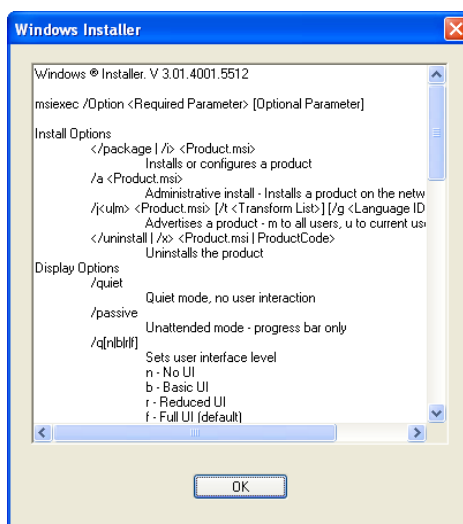 Windows Installer
Windows ® Installer. V 3.01.4001.5512
msiexec /Option <Required Parameter> [Optional Parameter]
Install Options
</package | /i> <Product.msi>
Installs or configures a product
/a <Product.msi>
Administrative install - Installs a product on the netw
/j<u|m> <Product.msi> [/t <Transform List>] [/g <Language ID
Advertises a product - m to all users, u to current use
</uninstall | /x> <Product.msi | ProductCode>
Uninstalls the product
Display Options
/quiet
Quiet mode, no user interaction
/passive
Unattended mode - progress bar only
/q[n|b|r|f]
Sets user interface level
n - No UI
b - Basic UI
r - Reduced UI
f - Full UI (default)
OK